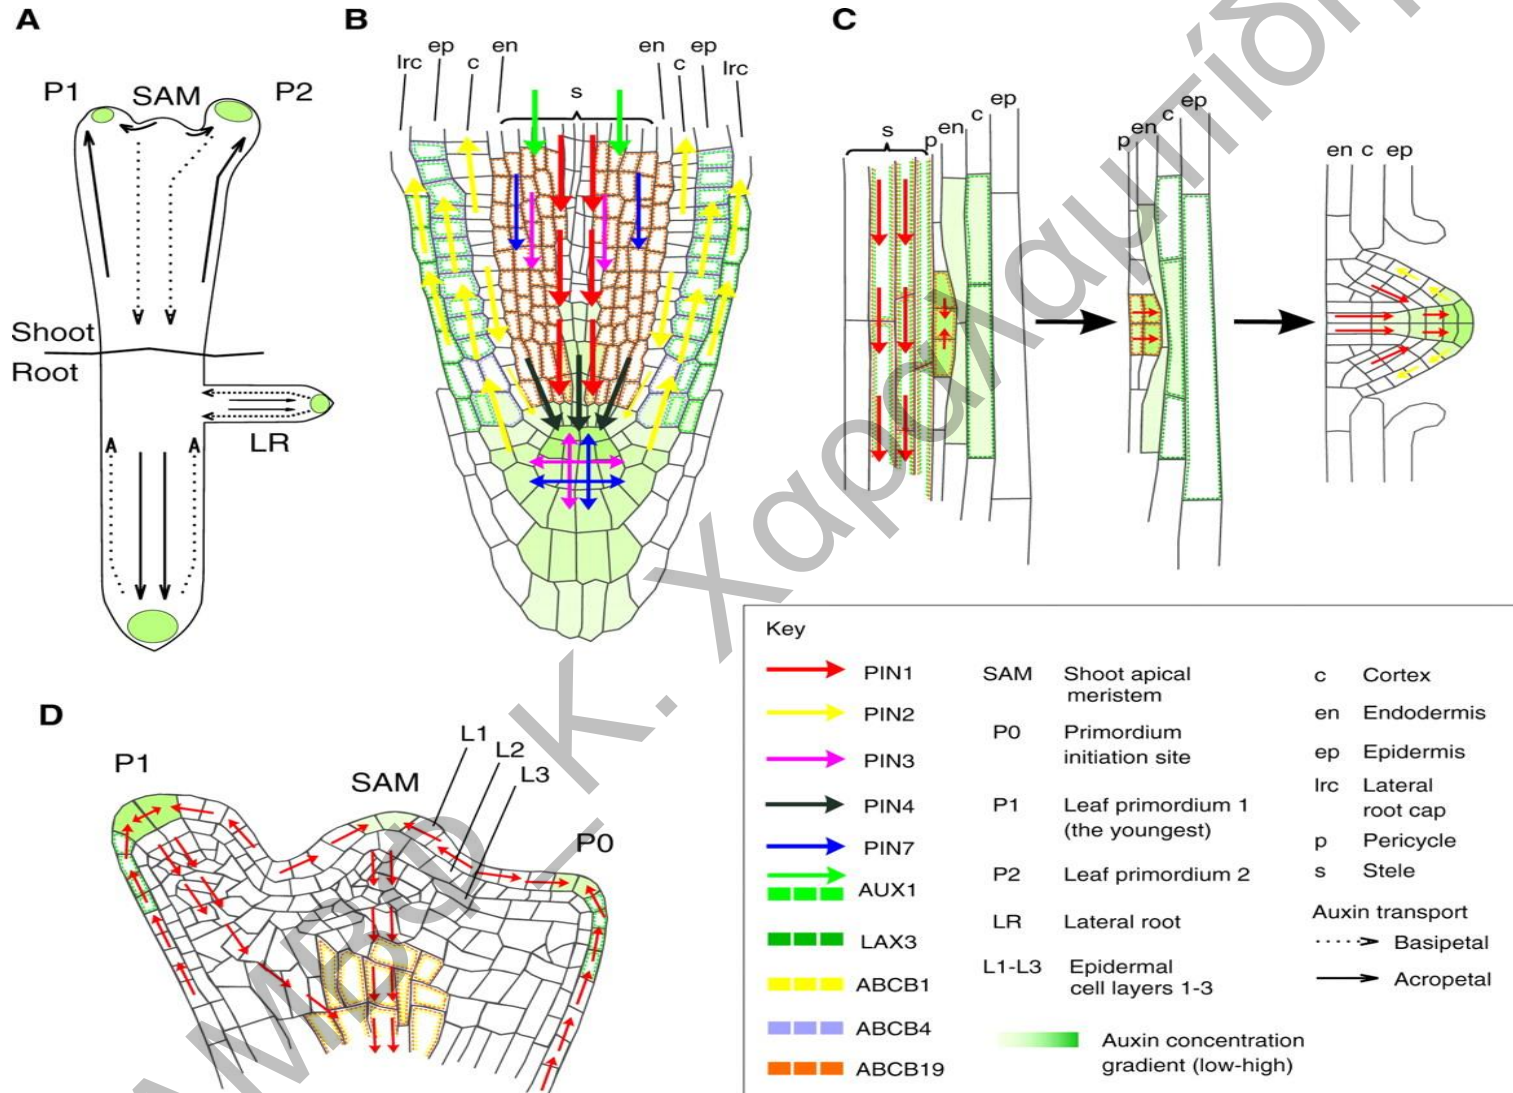 A
B
C
P1
SAM
P2
Shoot
Root
LR
lrc
ep
c
en
s
en
c
ep
lrc
s
p
en
c
ep
p
en
c
ep
en c ep
D
P1
SAM
L1
L2
L3
P0
Key
PIN1
PIN2
PIN3
PIN4
PIN7
AUX1
LAX3
ABCB1
ABCB4
ABCB19
SAM Shoot apical
meristem
P0 Primordium
initiation site
P1 Leaf primordium 1
(the youngest)
P2 Leaf primordium 2
LR Lateral root
L1-L3 Epidermal
cell layers 1-3
Auxin concentration
gradient (low-high)
c Cortex
en Endodermis
ep Epidermis
lrc Lateral
root cap
p Pericycle
s Stele
Auxin transport
Basipetal
Acropetal